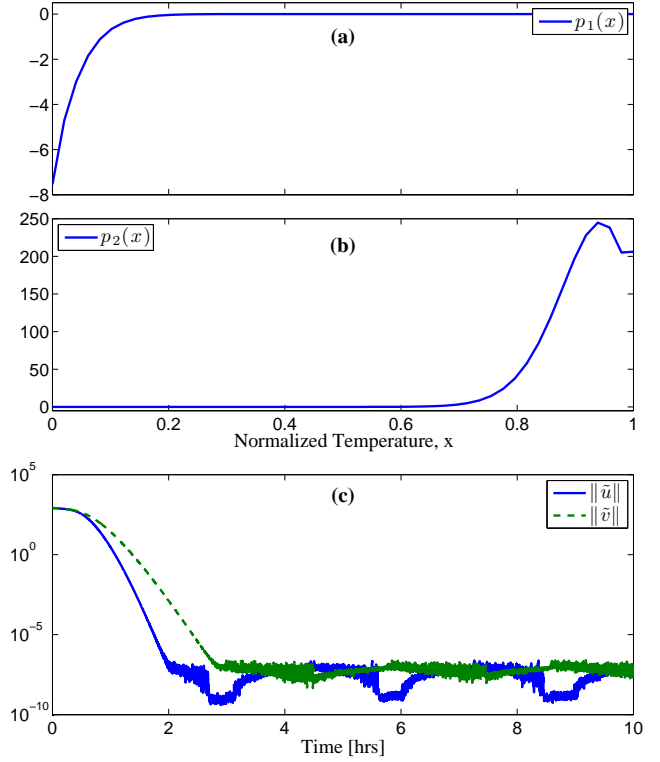 (a)
p₁(x)
0
−2
−4
−6
−8
(b)
p₂(x)
250
200
150
100
50
0
0 0.2 0.4 0.6 0.8 1
Normalized Temperature, x
(c)
‖ũ‖
‖ṽ‖
10⁵
10⁰
10⁻⁵
10⁻¹⁰
0 2 4 6 8 10
Time [hrs]